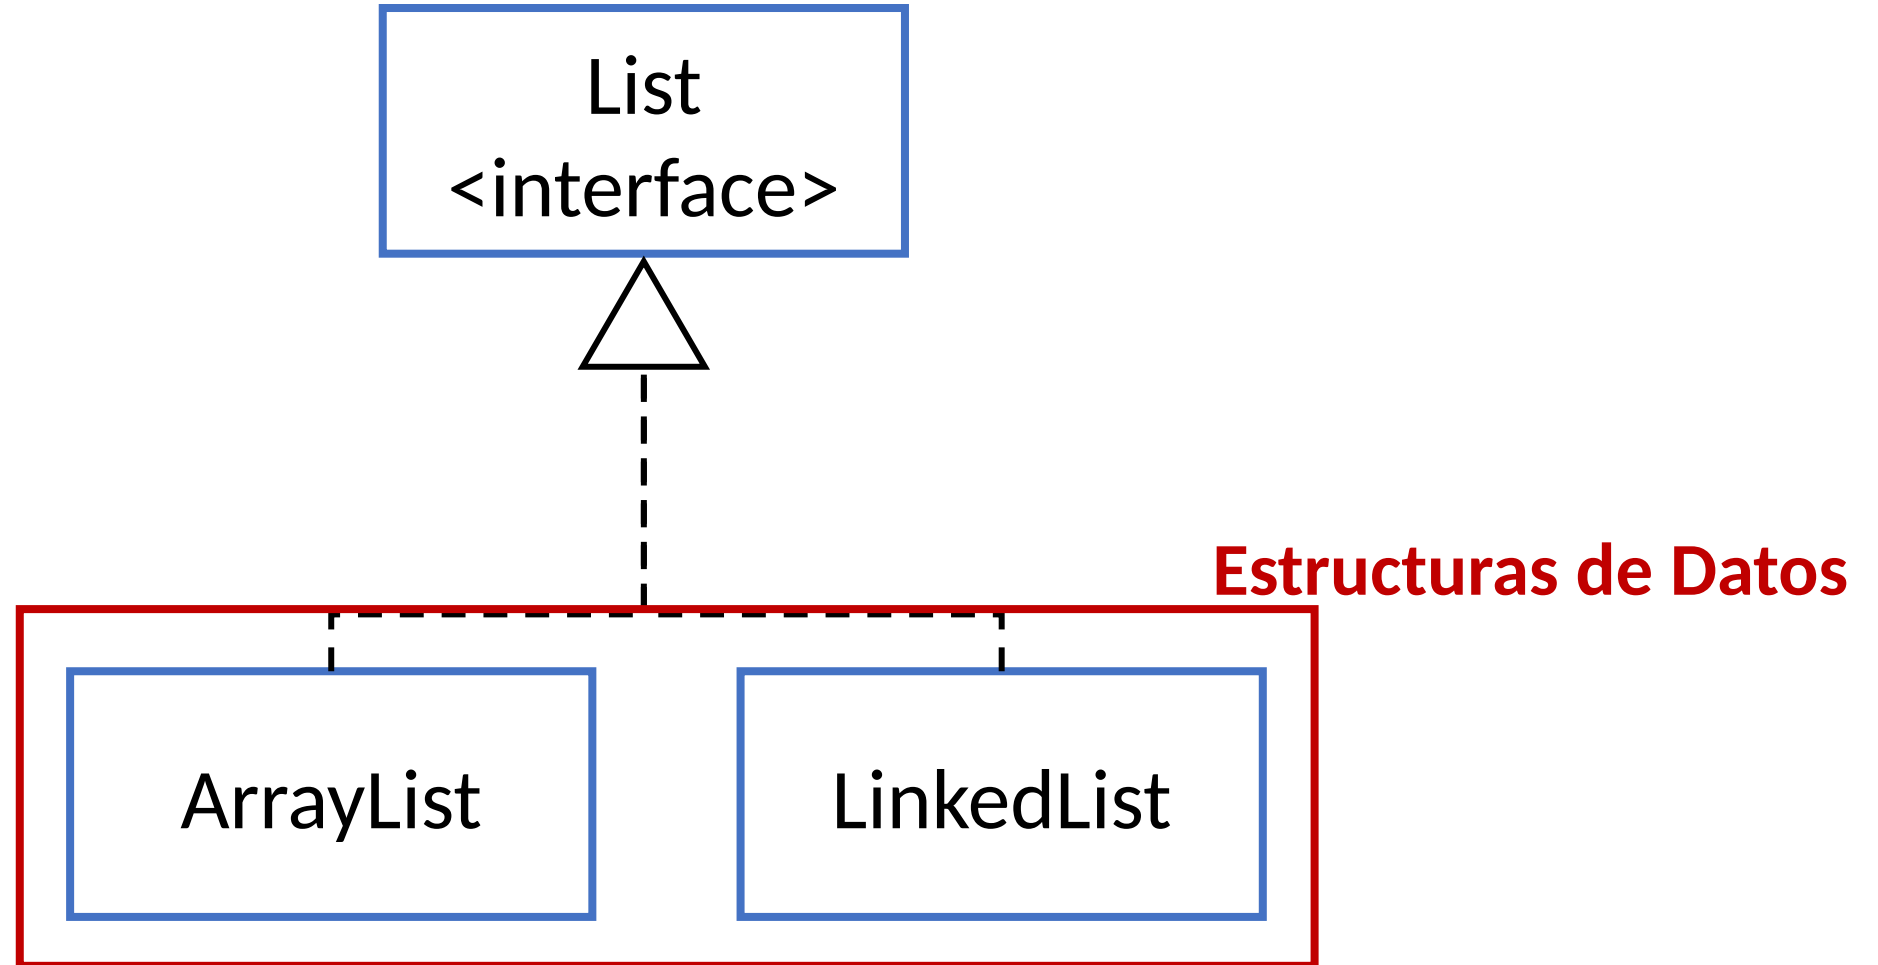 List
<interface>
Estructuras de Datos
ArrayList
LinkedList